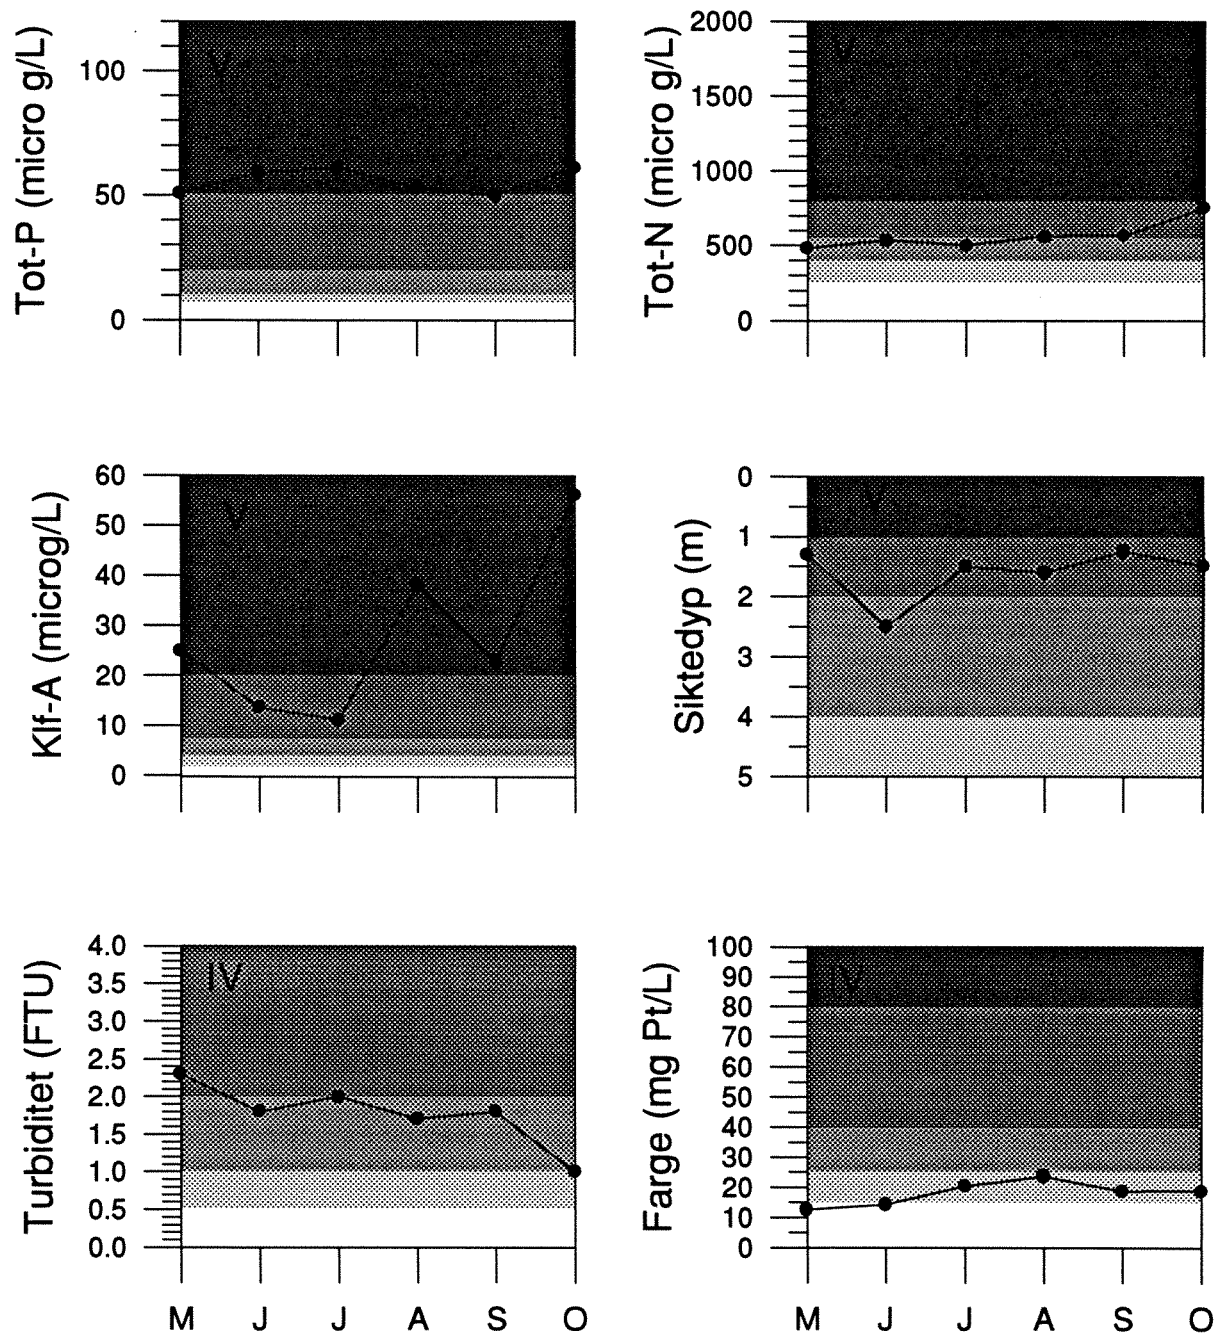 Tot-P (micro g/L)
100
50
0
V
Tot-N (micro g/L)
2000
1500
1000
500
0
V
Klf-A (microg/L)
60
50
40
30
20
10
0
V
Siktedyp (m)
0
1
2
3
4
5
V
Turbiditet (FTU)
4.0
3.5
3.0
2.5
2.0
1.5
1.0
0.5
0.0
IV
M J J A S O
Farge (mg Pt/L)
100
90
80
70
60
50
40
30
20
10
0
IV
M J J A S O